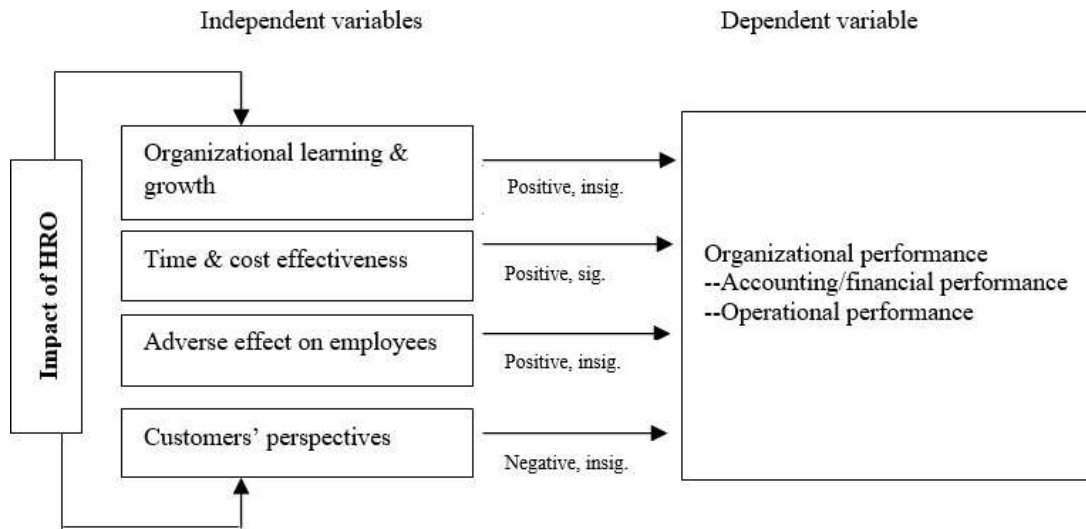 Independent variables
Dependent variable
Impact of HRO
Organizational learning &
growth
Positive, insig.
Time & cost effectiveness
Positive, sig.
Adverse effect on employees
Positive, insig.
Customers’ perspectives
Negative, insig.
Organizational performance
--Accounting/financial performance
--Operational performance